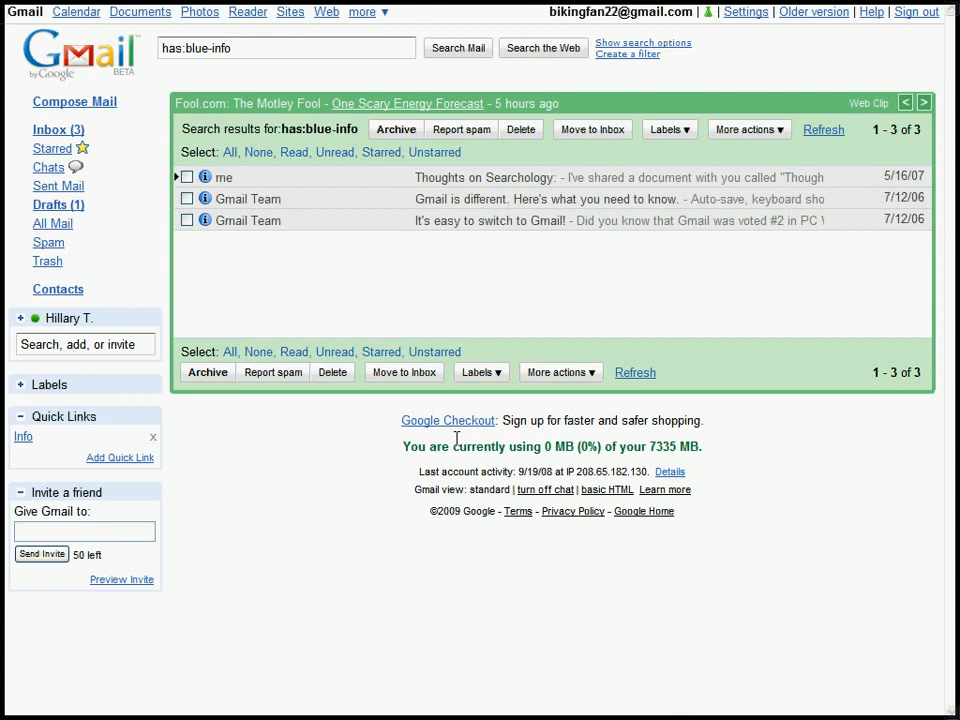 Gmail Calendar Documents Photos Reader Sites Web more ▼ bikingfan22@gmail.com | Settings | Older version | Help | Sign out
Gmail by Google BETA
has:blue-info Search Mail Search the Web Show search options
Create a filter
Compose Mail
Inbox (3)
Starred
Chats
Sent Mail
Drafts (1)
All Mail
Spam
Trash
Contacts
+ Hillary T.
Search, add, or invite
+ Labels
− Quick Links
Info x
Add Quick Link
− Invite a friend
Give Gmail to:
Send Invite 50 left
Preview Invite
Fool.com: The Motley Fool - One Scary Energy Forecast - 5 hours ago Web Clip < >
Search results for:has:blue-info Archive Report spam Delete Move to Inbox Labels ▼ More actions ▼ Refresh 1 - 3 of 3
Select: All, None, Read, Unread, Starred, Unstarred
me Thoughts on Searchology: - I've shared a document with you called "Though 5/16/07
Gmail Team Gmail is different. Here's what you need to know. - Auto-save, keyboard sho 7/12/06
Gmail Team It's easy to switch to Gmail! - Did you know that Gmail was voted #2 in PC 7/12/06
Select: All, None, Read, Unread, Starred, Unstarred
Archive Report spam Delete Move to Inbox Labels ▼ More actions ▼ Refresh 1 - 3 of 3
Google Checkout: Sign up for faster and safer shopping.
You are currently using 0 MB (0%) of your 7335 MB.
Last account activity: 9/19/08 at IP 208.65.182.130. Details
Gmail view: standard | turn off chat | basic HTML Learn more
©2009 Google - Terms - Privacy Policy - Google Home